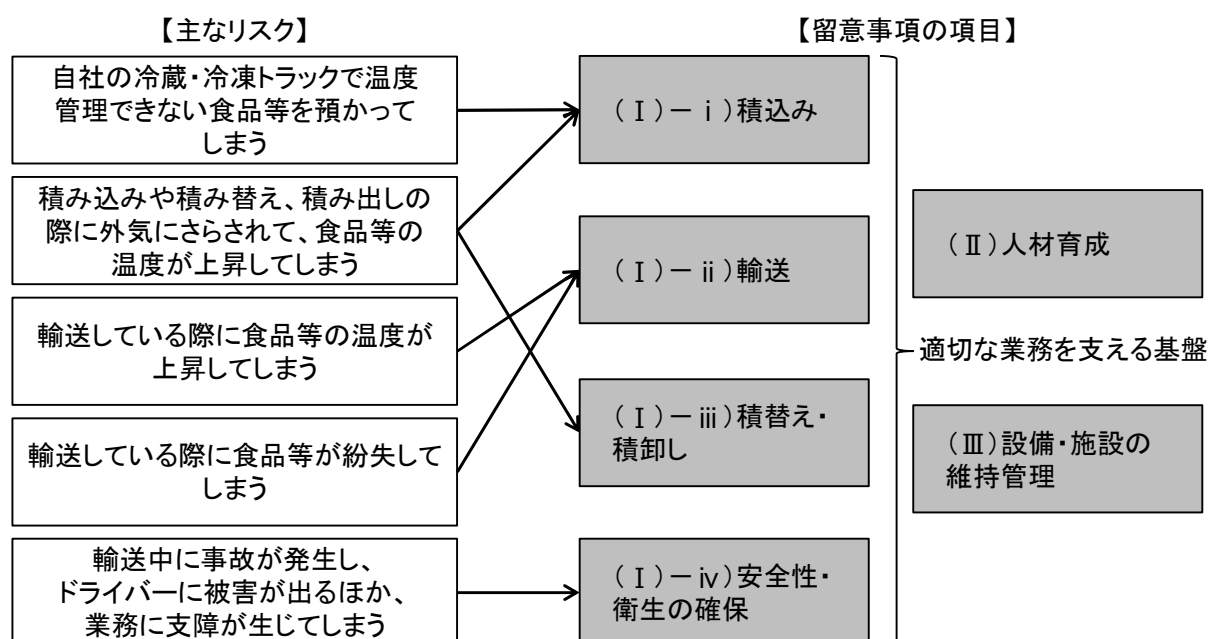 【主なリスク】
自社の冷蔵・冷凍トラックで温度
管理できない食品等を預かって
しまう
積み込みや積み替え、積み出しの
際に外気にさらされて、食品等の
温度が上昇してしまう
輸送している際に食品等の温度が
上昇してしまう
輸送している際に食品等が紛失して
しまう
輸送中に事故が発生し、
ドライバーに被害が出るほか、
業務に支障が生じてしまう
【留意事項の項目】
（Ⅰ）－ⅰ）積込み
（Ⅰ）－ⅱ）輸送
（Ⅰ）－ⅲ）積替え・
積卸し
（Ⅰ）－ⅳ）安全性・
衛生の確保
（Ⅱ）人材育成
適切な業務を支える基盤
（Ⅲ）設備・施設の
維持管理